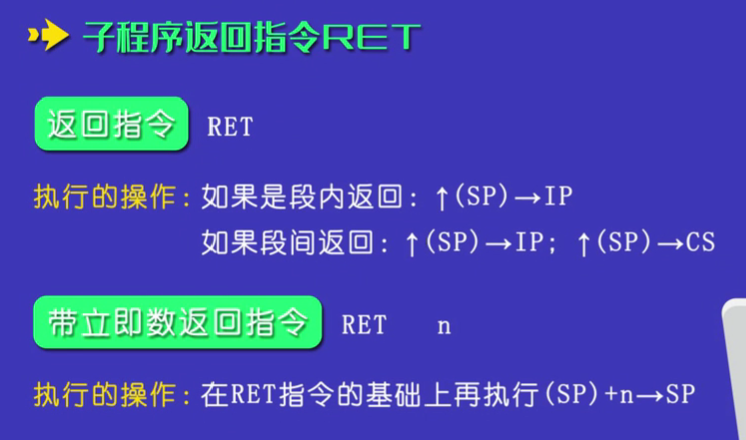 子程序返回指令RET
返回指令 RET
执行的操作：如果是段内返回：↑(SP)→IP
如果段间返回：↑(SP)→IP；↑(SP)→CS
带立即数返回指令 RET n
执行的操作：在RET指令的基础上再执行(SP)+n→SP